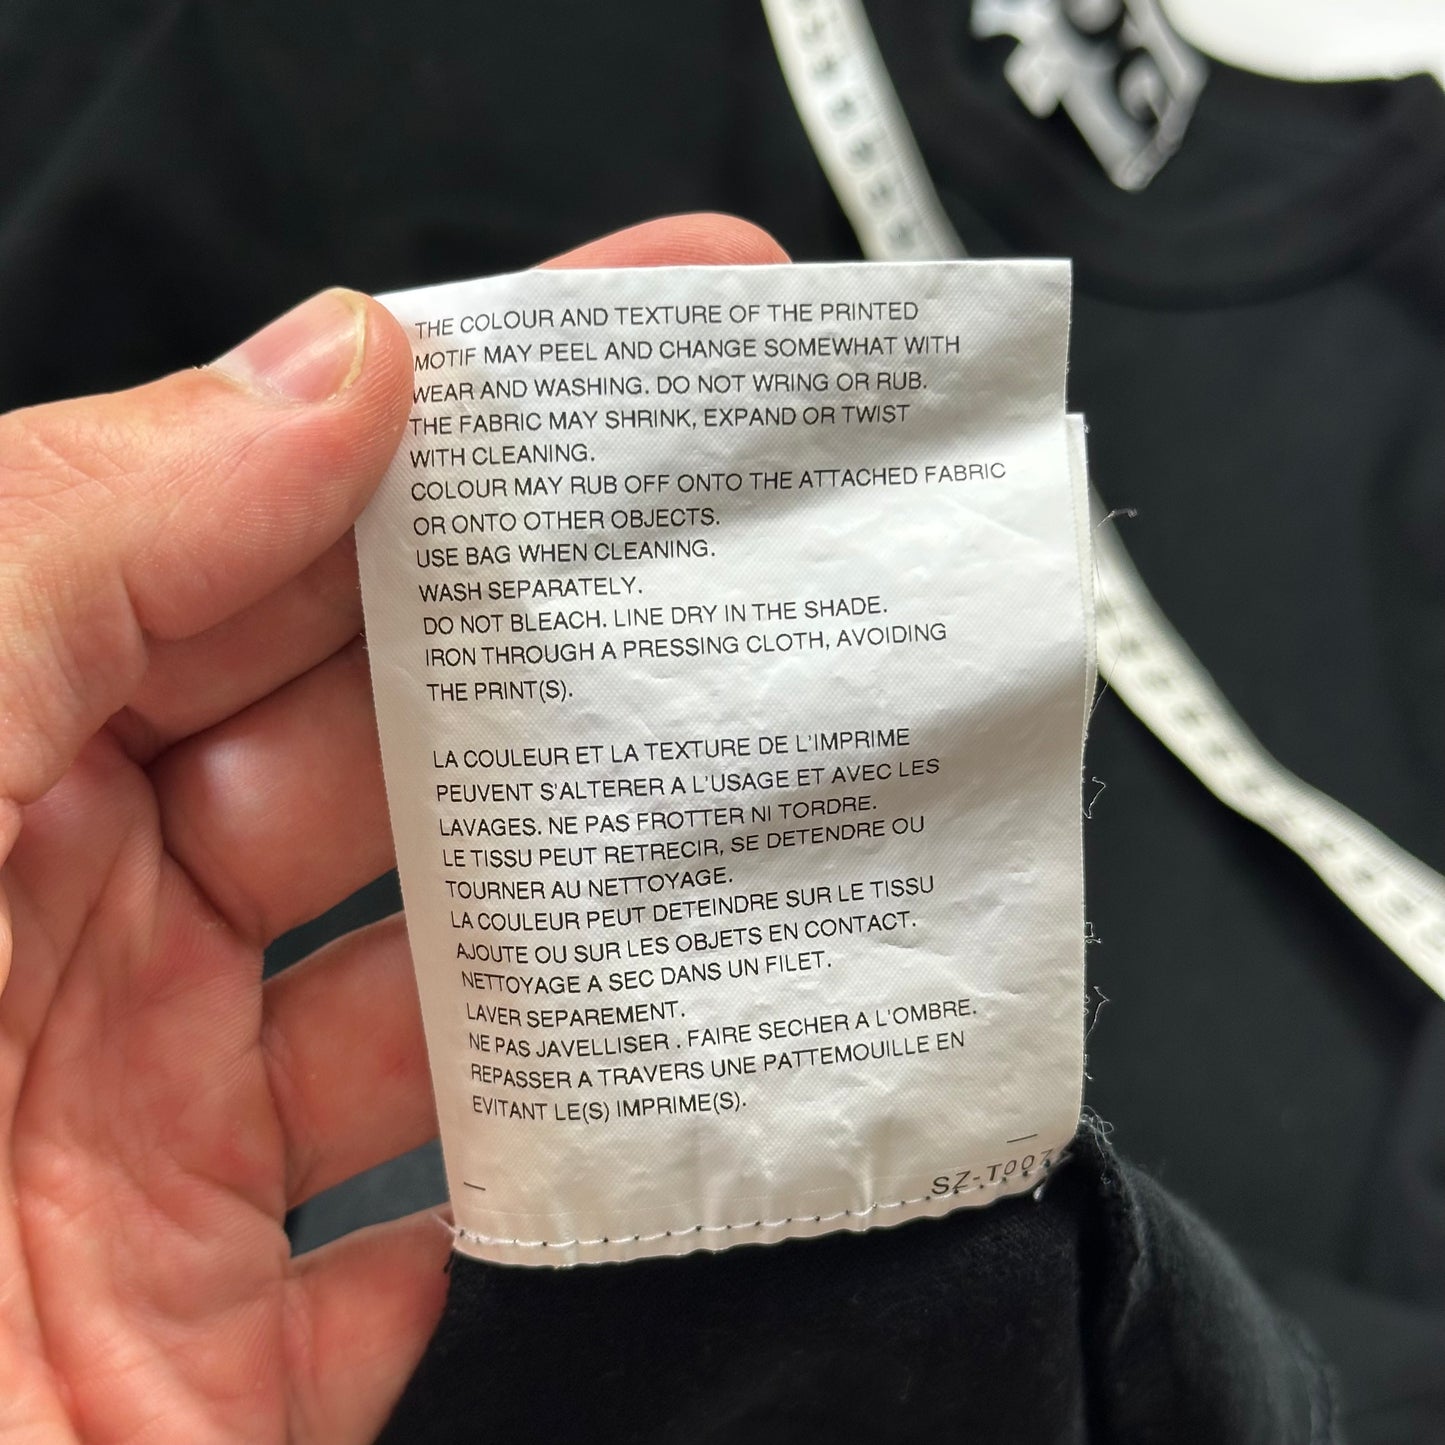 THE COLOUR AND TEXTURE OF THE PRINTED
MOTIF MAY PEEL AND CHANGE SOMEWHAT WITH
WEAR AND WASHING. DO NOT WRING OR RUB.
THE FABRIC MAY SHRINK, EXPAND OR TWIST
WITH CLEANING.
COLOUR MAY RUB OFF ONTO THE ATTACHED FABRIC
OR ONTO OTHER OBJECTS.
USE BAG WHEN CLEANING.
WASH SEPARATELY.
DO NOT BLEACH. LINE DRY IN THE SHADE.
IRON THROUGH A PRESSING CLOTH, AVOIDING
THE PRINT(S).
LA COULEUR ET LA TEXTURE DE L'IMPRIME
PEUVENT S'ALTERER A L'USAGE ET AVEC LES
LAVAGES. NE PAS FROTTER NI TORDRE.
LE TISSU PEUT RETRECIR, SE DETENDRE OU
TOURNER AU NETTOYAGE.
LA COULEUR PEUT DETEINDRE SUR LE TISSU
AJOUTE OU SUR LES OBJETS EN CONTACT.
NETTOYAGE A SEC DANS UN FILET.
LAVER SEPAREMENT.
NE PAS JAVELLISER . FAIRE SECHER A L'OMBRE.
REPASSER A TRAVERS UNE PATTEMOUILLE EN
EVITANT LE(S) IMPRIME(S).
SZ-T007